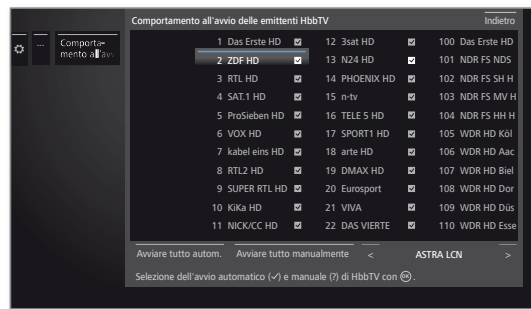 Comportamento all'avvio delle emittenti HbbTV Indietro
... Comporta-
mento all'avv
1 Das Erste HD 12 3sat HD 100 Das Erste HD
2 ZDF HD 13 N24 HD 101 NDR FS NDS
3 RTL HD 14 PHOENIX HD 102 NDR FS SH H
4 SAT.1 HD 15 n-tv 103 NDR FS MV H
5 ProSieben HD 16 TELE 5 HD 104 NDR FS HH H
6 VOX HD 17 SPORT1 HD 105 WDR HD Köl
7 kabel eins HD 18 arte HD 106 WDR HD Aac
8 RTL2 HD 19 DMAX HD 107 WDR HD Biel
9 SUPER RTL HD 20 Eurosport 108 WDR HD Dor
10 KiKa HD 21 VIVA 109 WDR HD Düs
11 NICK/CC HD 22 DAS VIERTE 110 WDR HD Esse
Avviare tutto autom. Avviare tutto manualmente < ASTRA LCN >
Selezione dell'avvio automatico (✓) e manuale (?) di HbbTV con OK.